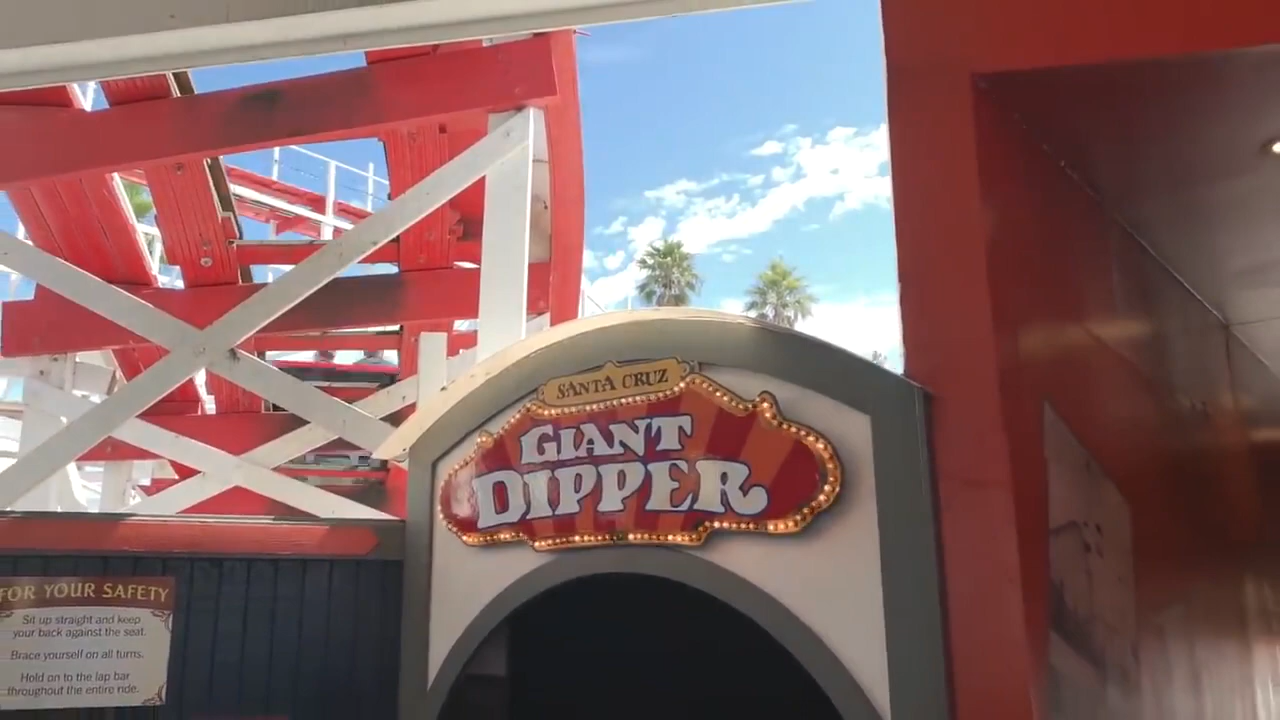 SANTA CRUZ
GIANT
DIPPER
FOR YOUR SAFETY
Sit up straight and keep
your back against the seat.
Brace yourself on all turns.
Hold on to the lap bar
throughout the entire ride.